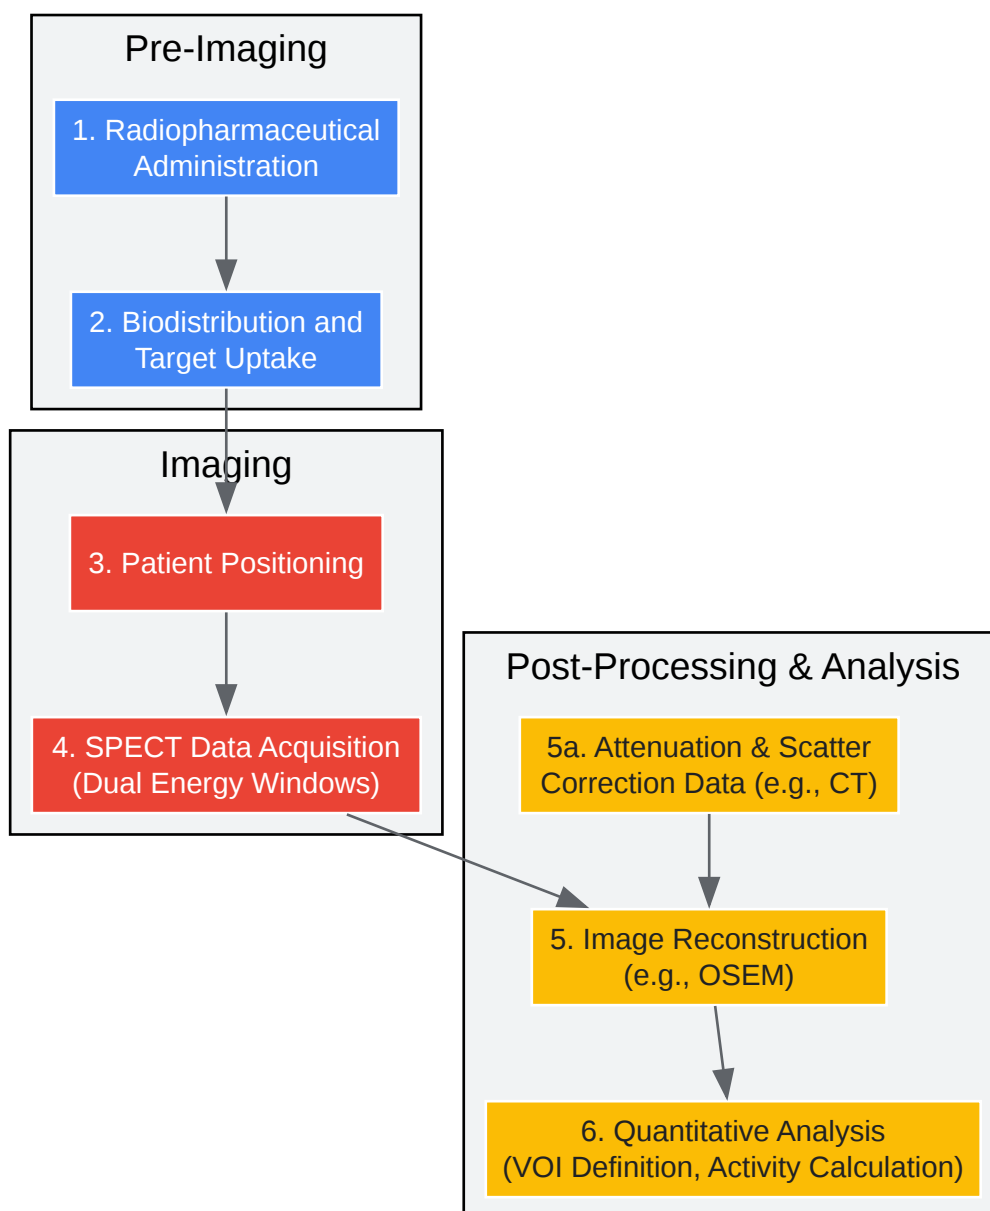 Pre-Imaging
1. Radiopharmaceutical
Administration
2. Biodistribution and
Target Uptake
Imaging
3. Patient Positioning
4. SPECT Data Acquisition
(Dual Energy Windows)
Post-Processing & Analysis
5a. Attenuation & Scatter
Correction Data (e.g., CT)
5. Image Reconstruction
(e.g., OSEM)
6. Quantitative Analysis
(VOI Definition, Activity Calculation)